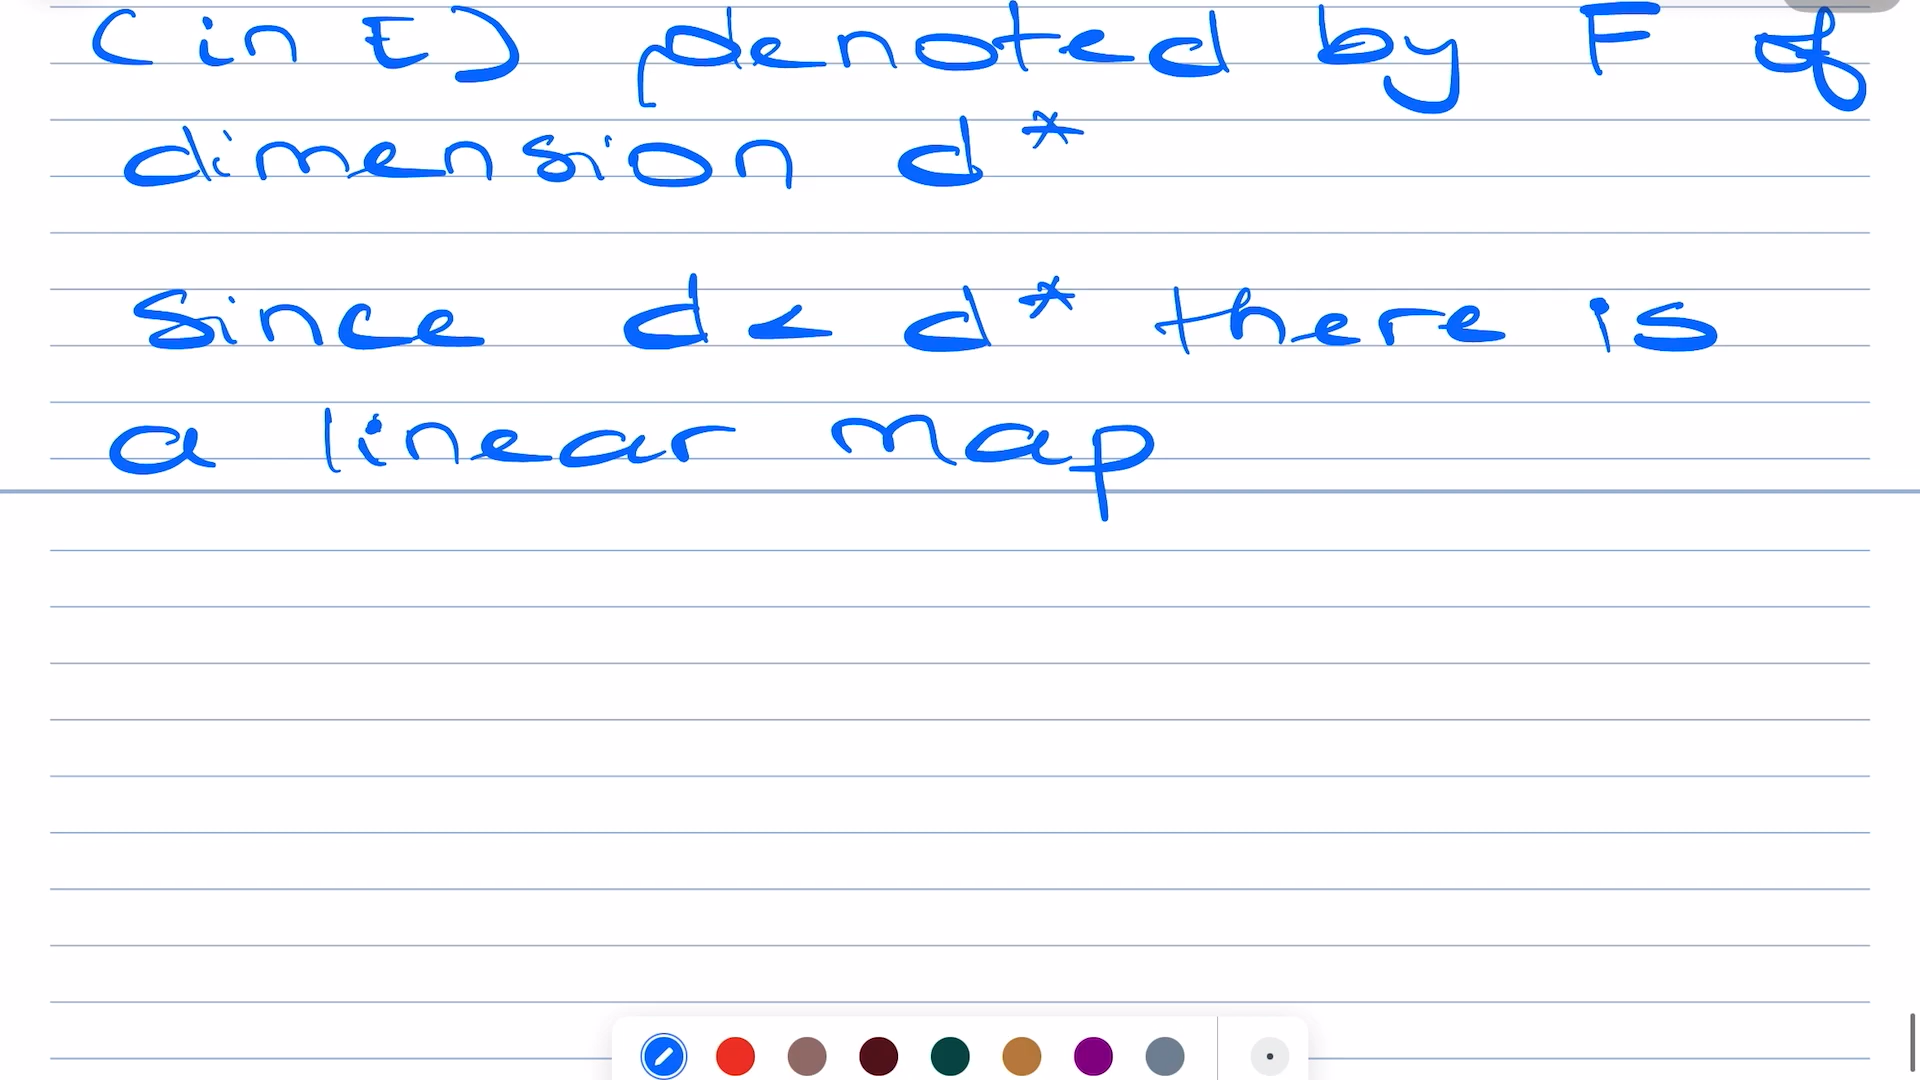 (in E) denoted by F of
dimension d*
Since d < d* there is
a linear map